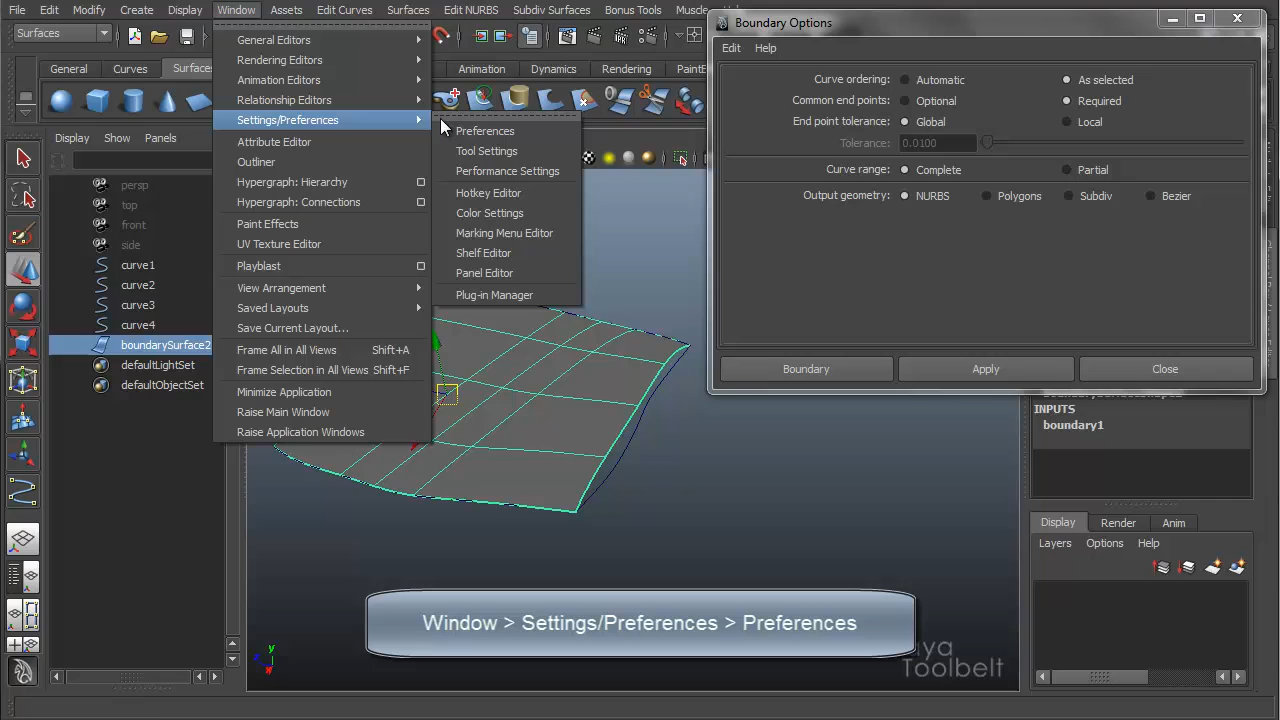 File Edit Modify Create Display Window Assets Edit Curves Surfaces Edit NURBS Subdiv Surfaces Bonus Tools Muscle
Surfaces
General Curves Surfaces Animation Dynamics Rendering PaintE
Display Show Panels
persp
top
front
side
curve1
curve2
curve3
curve4
boundarySurface2
defaultLightSet
defaultObjectSet
General Editors
Rendering Editors
Animation Editors
Relationship Editors
Settings/Preferences
Attribute Editor
Outliner
Hypergraph: Hierarchy
Hypergraph: Connections
Paint Effects
UV Texture Editor
Playblast
View Arrangement
Saved Layouts
Save Current Layout...
Frame All in All Views Shift+A
Frame Selection in All Views Shift+F
Minimize Application
Raise Main Window
Raise Application Windows
Preferences
Tool Settings
Performance Settings
Hotkey Editor
Color Settings
Marking Menu Editor
Shelf Editor
Panel Editor
Plug-in Manager
Boundary Options
Edit Help
Curve ordering: Automatic As selected
Common end points: Optional Required
End point tolerance: Global Local
Tolerance: 0.0100
Curve range: Complete Partial
Output geometry: NURBS Polygons Subdiv Bezier
Boundary Apply Close
INPUTS
boundary1
Display Render Anim
Layers Options Help
Window > Settings/Preferences > Preferences
aya
Toolbelt
y
z
x